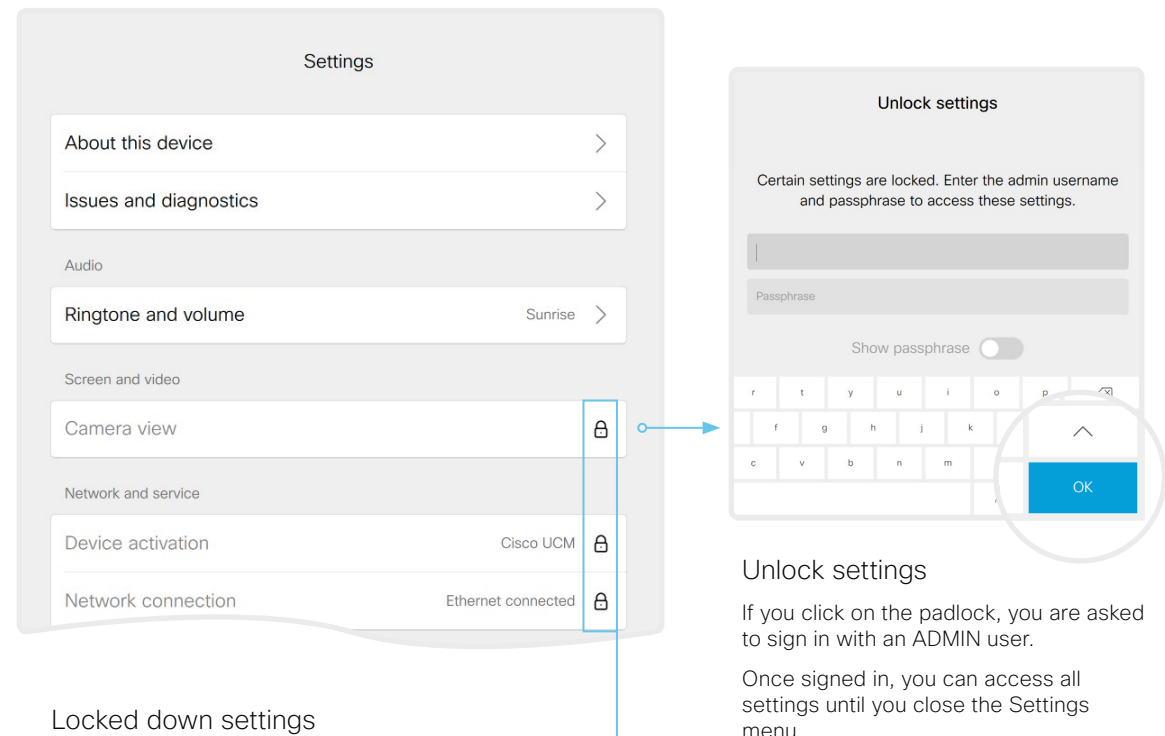 Settings
About this device
Issues and diagnostics
Audio
Ringtone and volume Sunrise
Screen and video
Camera view
Network and service
Device activation Cisco UCM
Network connection Ethernet connected
Locked down settings
Unlock settings
Certain settings are locked. Enter the admin username
and passphrase to access these settings.
Passphrase
Show passphrase
r t y u i o p
f g h j k
c v b n m
OK
Unlock settings
If you click on the padlock, you are asked
to sign in with an ADMIN user.
Once signed in, you can access all
settings until you close the Settings
menu